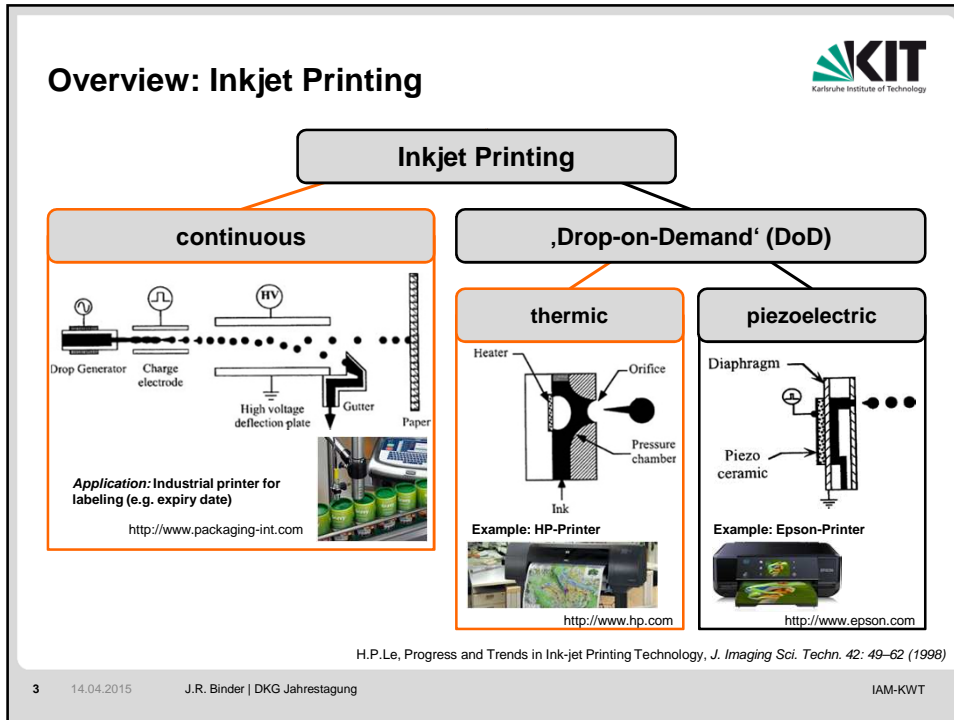 Overview: Inkjet Printing
KIT
Karlsruhe Institute of Technology
Inkjet Printing
continuous
HV
Drop Generator
Charge
electrode
High voltage
deflection plate
Gutter
Paper
Application: Industrial printer for
labeling (e.g. expiry date)
http://www.packaging-int.com
‚Drop-on-Demand‘ (DoD)
thermic
Heater
Orifice
Pressure
chamber
Ink
Example: HP-Printer
http://www.hp.com
piezoelectric
Diaphragm
Piezo
ceramic
Example: Epson-Printer
EPSON
http://www.epson.com
H.P.Le, Progress and Trends in Ink-jet Printing Technology, J. Imaging Sci. Techn. 42: 49–62 (1998)
3 14.04.2015 J.R. Binder | DKG Jahrestagung IAM-KWT